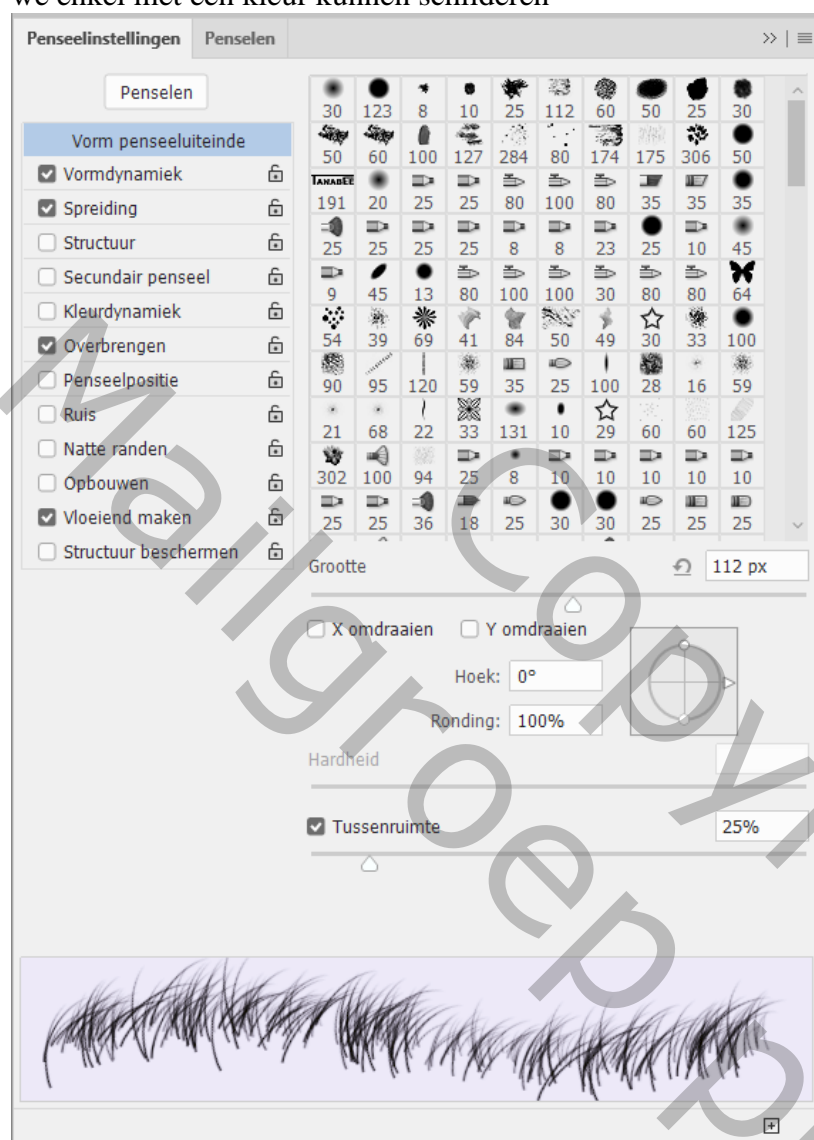 we enkel met een kleur kunnen schilderen
Penseelinstellingen Penselen
Penselen
Vorm penseeluiteinde
Vormdynamiek
Spreiding
Structuur
Secundair penseel
Kleurdynamiek
Overbrengen
Penseelpositie
Ruis
Natte randen
Opbouwen
Vloeiend maken
Structuur beschermen
30 123 8 10 25 112 60 50 25 30
50 60 100 127 284 80 174 175 306 50
TANABEE
191 20 25 25 80 100 80 35 35 35
25 25 25 25 8 8 23 25 10 45
9 45 13 80 100 100 30 80 80 64
54 39 69 41 84 50 49 30 33 100
90 95 120 59 35 25 100 28 16 59
21 68 22 33 131 10 29 60 60 125
302 100 94 25 8 10 10 10 10 10
25 25 36 18 25 30 30 25 25 25
Grootte 112 px
X omdraaien Y omdraaien
Hoek: 0°
Ronding: 100%
Hardheid
Tussenruimte 25%
Mailgroep